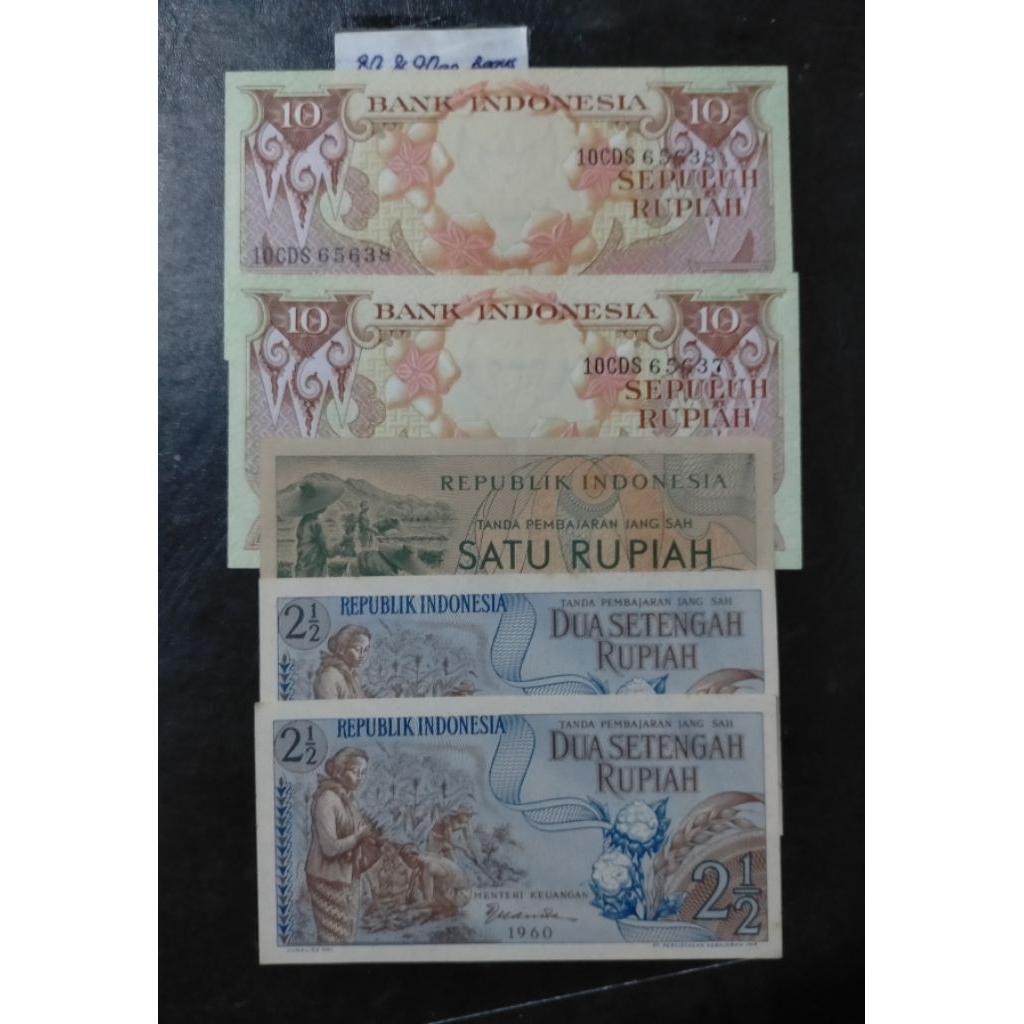 80 & 90an
10 BANK INDONESIA 10
10CDS 65638
SEPULUH
RUPIAH
10CDS 65638
10 BANK INDONESIA 10
10CDS 65637
SEPULUH
RUPIAH
REPUBLIK INDONESIA
TANDA PEMBAJARAN JANG SAH
SATU RUPIAH
2½ REPUBLIK INDONESIA TANDA PEMBAJARAN JANG SAH
DUA SETENGAH
RUPIAH
2½ REPUBLIK INDONESIA TANDA PEMBAJARAN JANG SAH
DUA SETENGAH
RUPIAH
MENTERI KEUANGAN
2½
1960